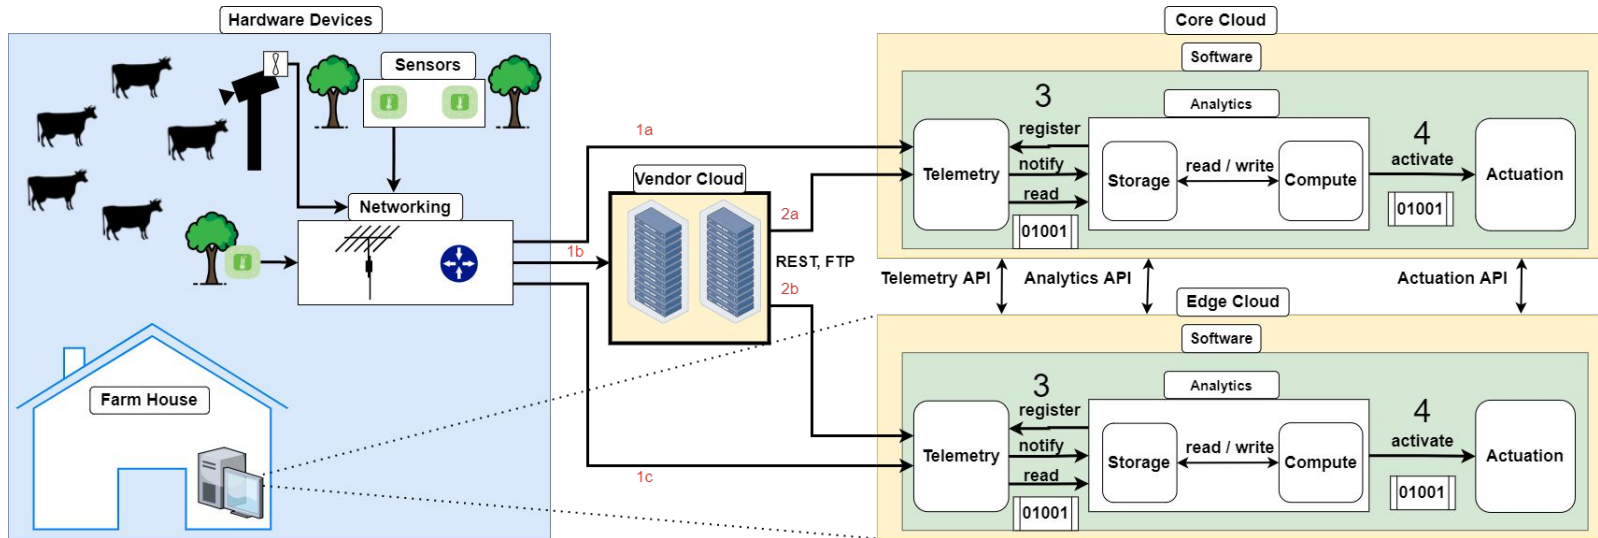 Hardware Devices
Core Cloud
Software
Sensors
3
Analytics
4
1a
register
activate
Telemetry
notify
read / write
Storage
Compute
Actuation
Vendor Cloud
read
01001
Networking
2a
01001
1b
REST, FTP
Telemetry API
Analytics API
Actuation API
2b
Edge Cloud
Software
3
Analytics
4
Farm House
register
activate
Telemetry
notify
read / write
Storage
Compute
Actuation
1c
read
01001
01001